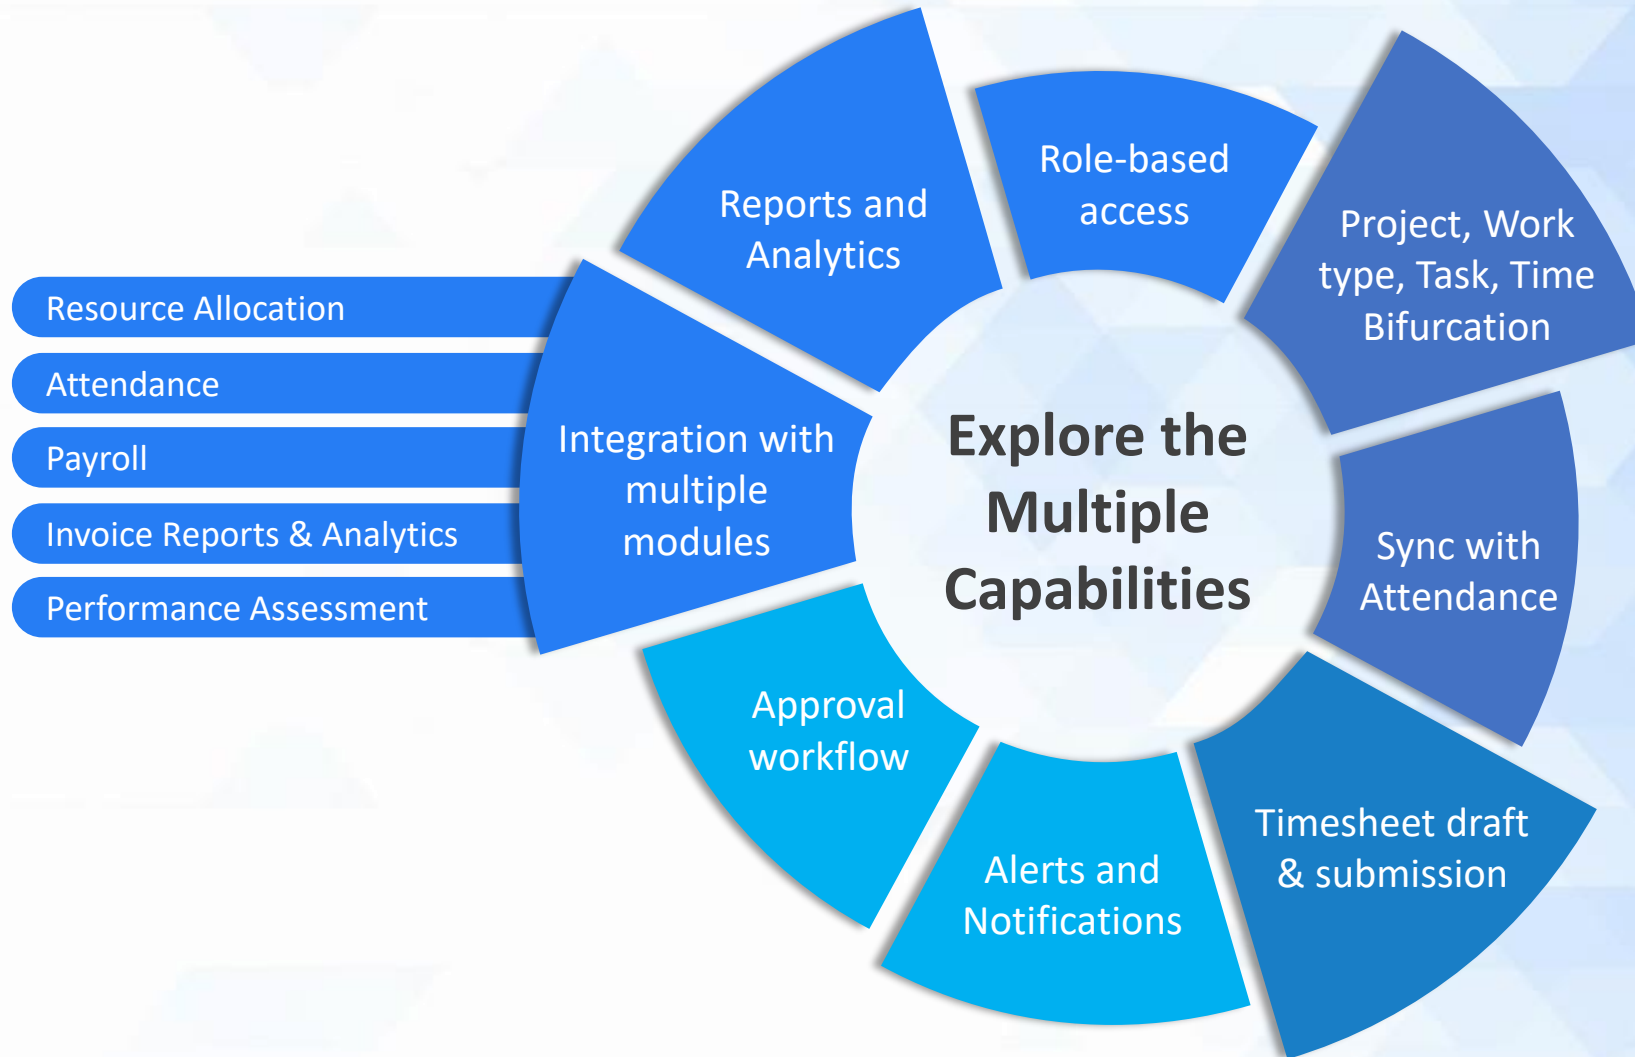 Role-based
access
Project, Work
type, Task, Time
Bifurcation
Sync with
Attendance
Timesheet draft
& submission
Alerts and
Notifications
Approval
workflow
Integration with
multiple
modules
Resource Allocation
Attendance
Payroll
Invoice Reports & Analytics
Performance Assessment
Reports and
Analytics
Explore the
Multiple
Capabilities